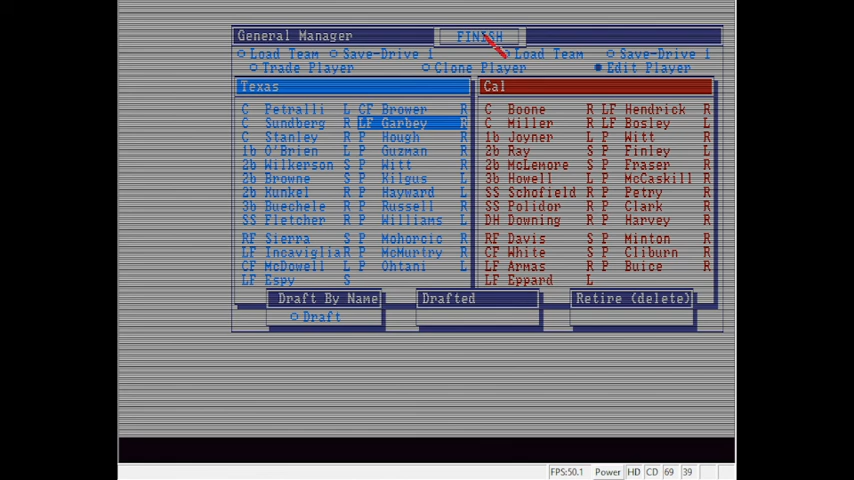 General Manager FINISH
Load Team Save-Drive 1 Load Team Save-Drive 1
Trade Player Clone Player Edit Player
Texas Cal
C Petralli L CF Brower R C Boone R LF Hendrick R
C Sundberg R LF Garbey R C Miller R LF Bosley L
C Stanley R P Hough R 1b Joyner L P Witt R
1b O'Brien L P Guzman R 2b Ray S P Finley L
2b Wilkerson S P Witt R 2b McLemore S P Fraser R
2b Browne S P Kilgus L 3b Howell L P McCaskill R
2b Kunkel R P Hayward L SS Schofield R P Petry R
3b Buechele R P Russell R SS Polidor R P Clark R
SS Fletcher R P Williams L DH Downing R P Harvey R
RF Sierra S P Mohorcic R RF Davis S P Minton R
LF Incaviglia R P McMurtry R CF White S P Cliburn R
CF McDowell L P Ohtani L LF Armas R P Buice R
LF Espy S LF Eppard L
Draft By Name Drafted Retire (delete)
Draft
FPS:50.1 Power HD CD 69 39